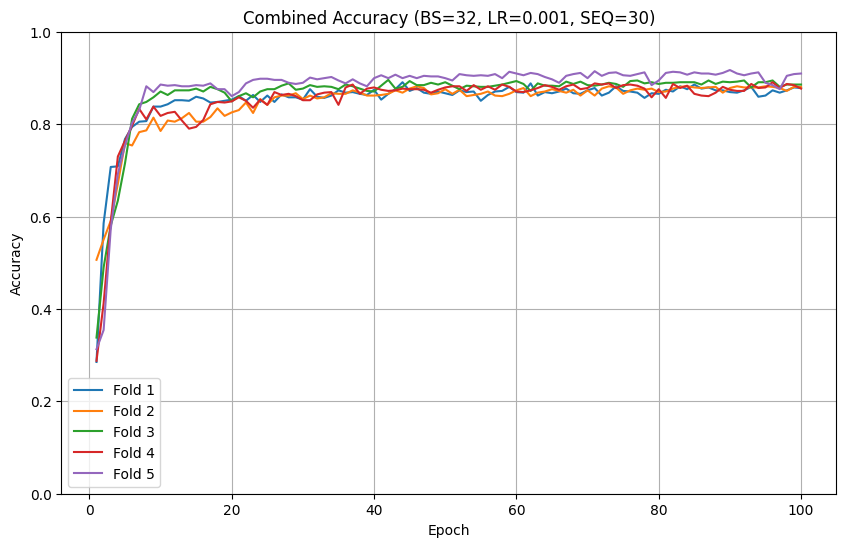 Combined Accuracy (BS=32, LR=0.001, SEQ=30)
1.0
0.8
0.6
0.4
0.2
0.0
Accuracy
Fold 1
Fold 2
Fold 3
Fold 4
Fold 5
0 20 40 60 80 100
Epoch